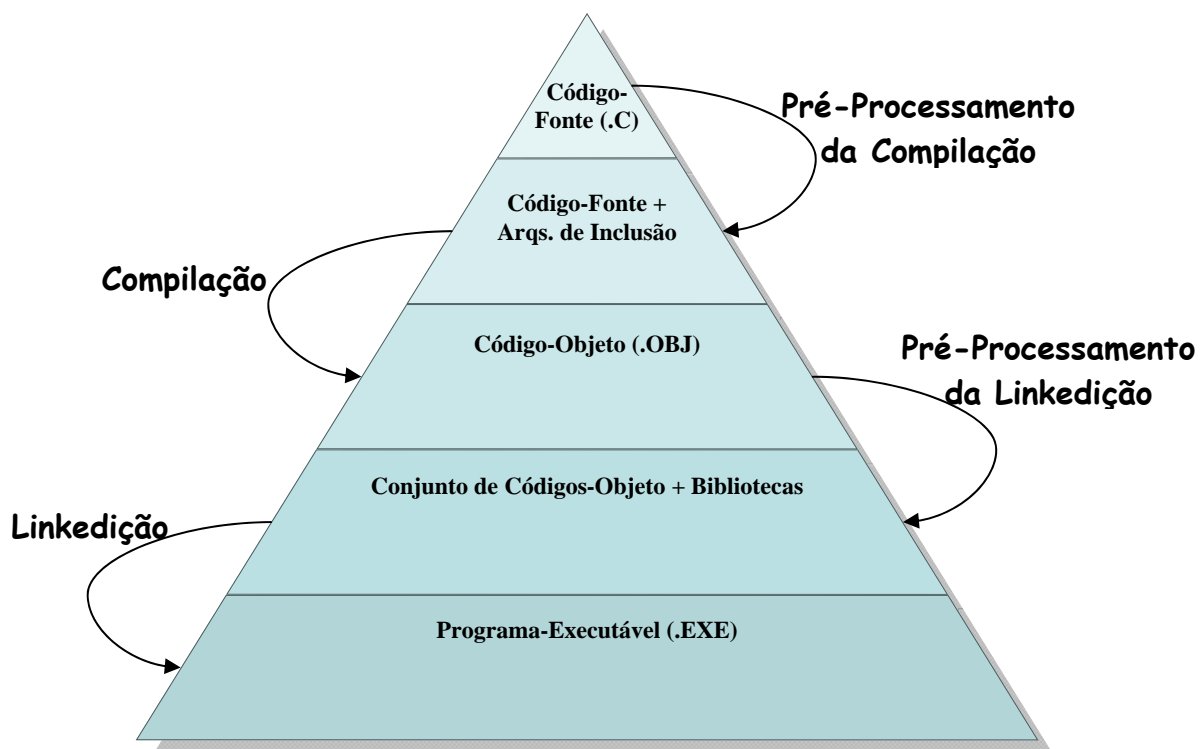 Código-
Fonte (.C)
Pré-Processamento
da Compilação
Código-Fonte +
Arqs. de Inclusão
Compilação
Código-Objeto (.OBJ)
Pré-Processamento
da Linkedição
Conjunto de Códigos-Objeto + Bibliotecas
Linkedição
Programa-Executável (.EXE)